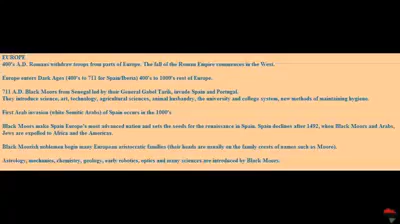 EUROPE
400's A.D. Romans withdraw troops from parts of Europe. The fall of the Roman Empire commences in the West.
Europe enters Dark Ages (400's to 711 for Spain/Iberia) 400's to 1000's rest of Europe.
711 A.D. Black Moors from Senegal led by their General Gabel Tarik, invade Spain and Portugal.
They introduce science, art, technology, agricultural sciences, animal husbandry, the university and college system, new methods of maintaining hygiene.
First Arab invasion (white Semitic Arabs) of Spain occurs in the 1000's
Black Moors make Spain Europe's most advanced nation and sets the seeds for the renaissance in Spain. Spain declines after 1492, when Black Moors and Arabs,
Jews are expelled to Africa and the Americas.
Black Moorish noblemen begin many European aristocratic families (their heads are usually on the family crests of names such as Moore).
Astrology, mechanics, chemistry, geology, early robotics, optics and many sciences are introduced by Black Moors.